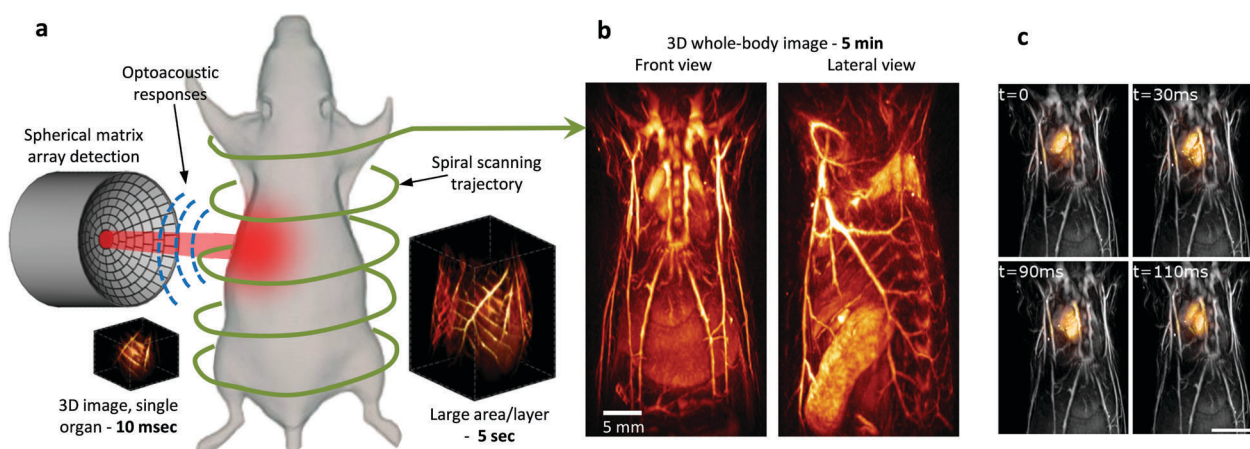 a
Optoacoustic
responses
Spherical matrix
array detection
Spiral scanning
trajectory
3D image, single
organ - 10 msec
Large area/layer
- 5 sec
b
3D whole-body image - 5 min
Front view
Lateral view
5 mm
c
t=0
t=30ms
t=90ms
t=110ms